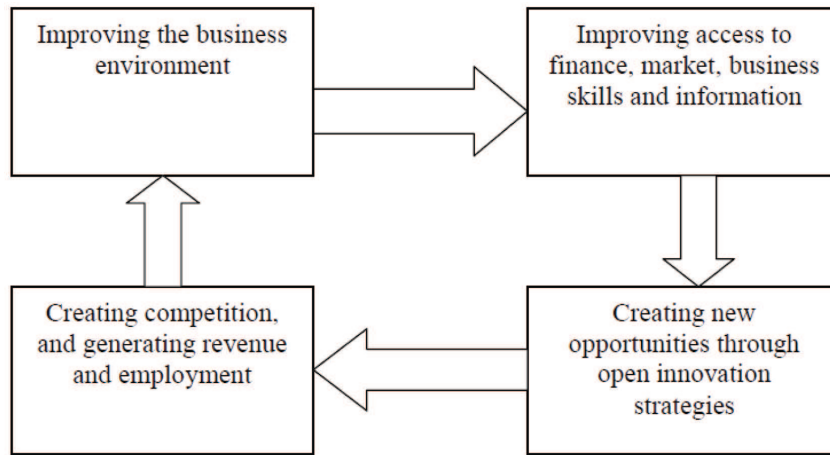 Improving the business
environment
Improving access to
finance, market, business
skills and information
Creating competition,
and generating revenue
and employment
Creating new
opportunities through
open innovation
strategies